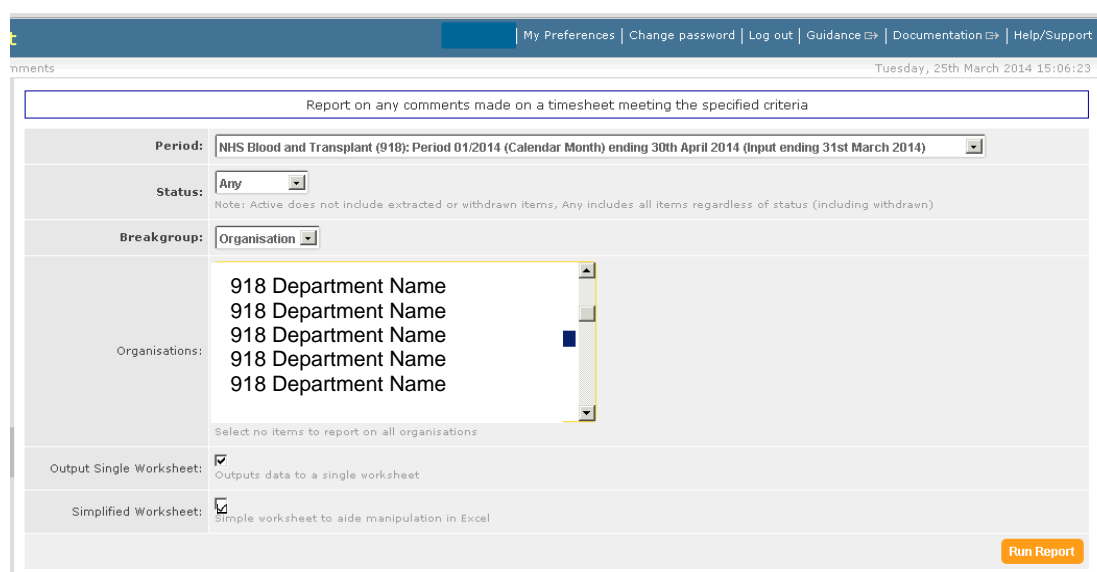 t
My Preferences | Change password | Log out | Guidance | Documentation | Help/Support
mments
Tuesday, 25th March 2014 15:06:23
Report on any comments made on a timesheet meeting the specified criteria
Period: NHS Blood and Transplant (918): Period 01/2014 (Calendar Month) ending 30th April 2014 (Input ending 31st March 2014)
Status: Any
Note: Active does not include extracted or withdrawn items, Any includes all items regardless of status (including withdrawn)
Breakgroup: Organisation
918 Department Name
918 Department Name
918 Department Name
Organisations:
918 Department Name
918 Department Name
Select no items to report on all organisations
Output Single Worksheet:
Outputs data to a single worksheet
Simplified Worksheet:
Simple worksheet to aide manipulation in Excel
Run Report